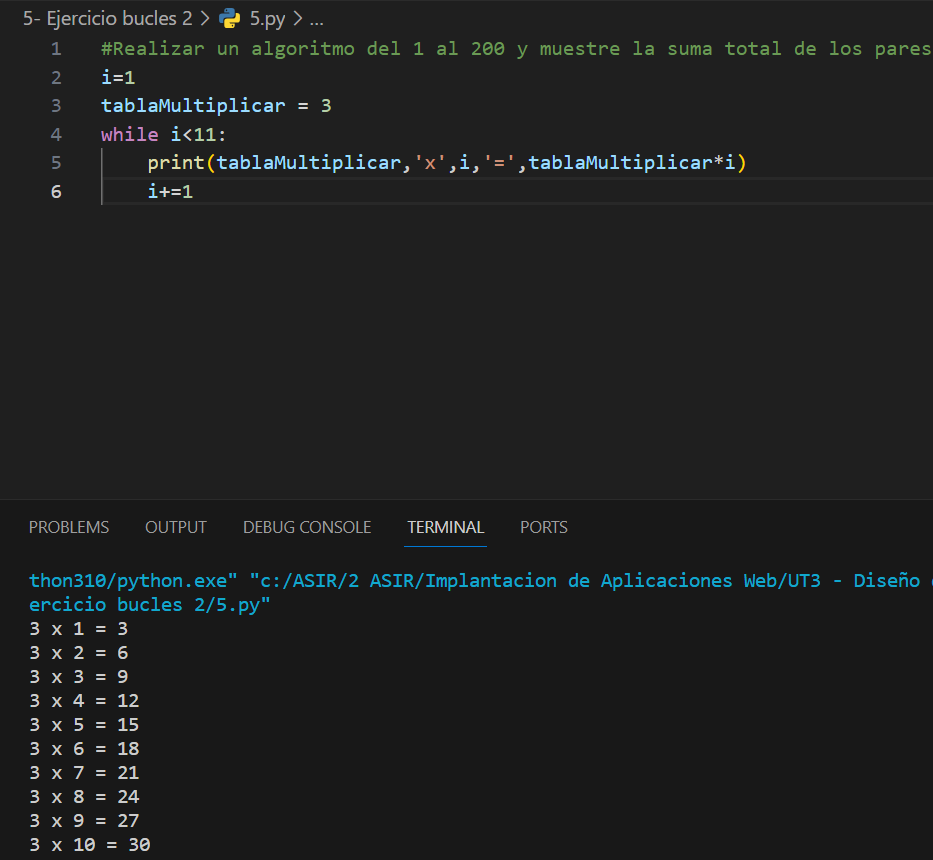 5- Ejercicio bucles 2 > 5.py > ...
1 #Realizar un algoritmo del 1 al 200 y muestre la suma total de los pares
2 i=1
3 tablaMultiplicar = 3
4 while i<11:
5 print(tablaMultiplicar,'x',i,'=',tablaMultiplicar*i)
6 i+=1
PROBLEMS OUTPUT DEBUG CONSOLE TERMINAL PORTS
thon310/python.exe" "c:/ASIR/2 ASIR/Implantacion de Aplicaciones Web/UT3 - Diseño
ercicio bucles 2/5.py"
3 x 1 = 3
3 x 2 = 6
3 x 3 = 9
3 x 4 = 12
3 x 5 = 15
3 x 6 = 18
3 x 7 = 21
3 x 8 = 24
3 x 9 = 27
3 x 10 = 30